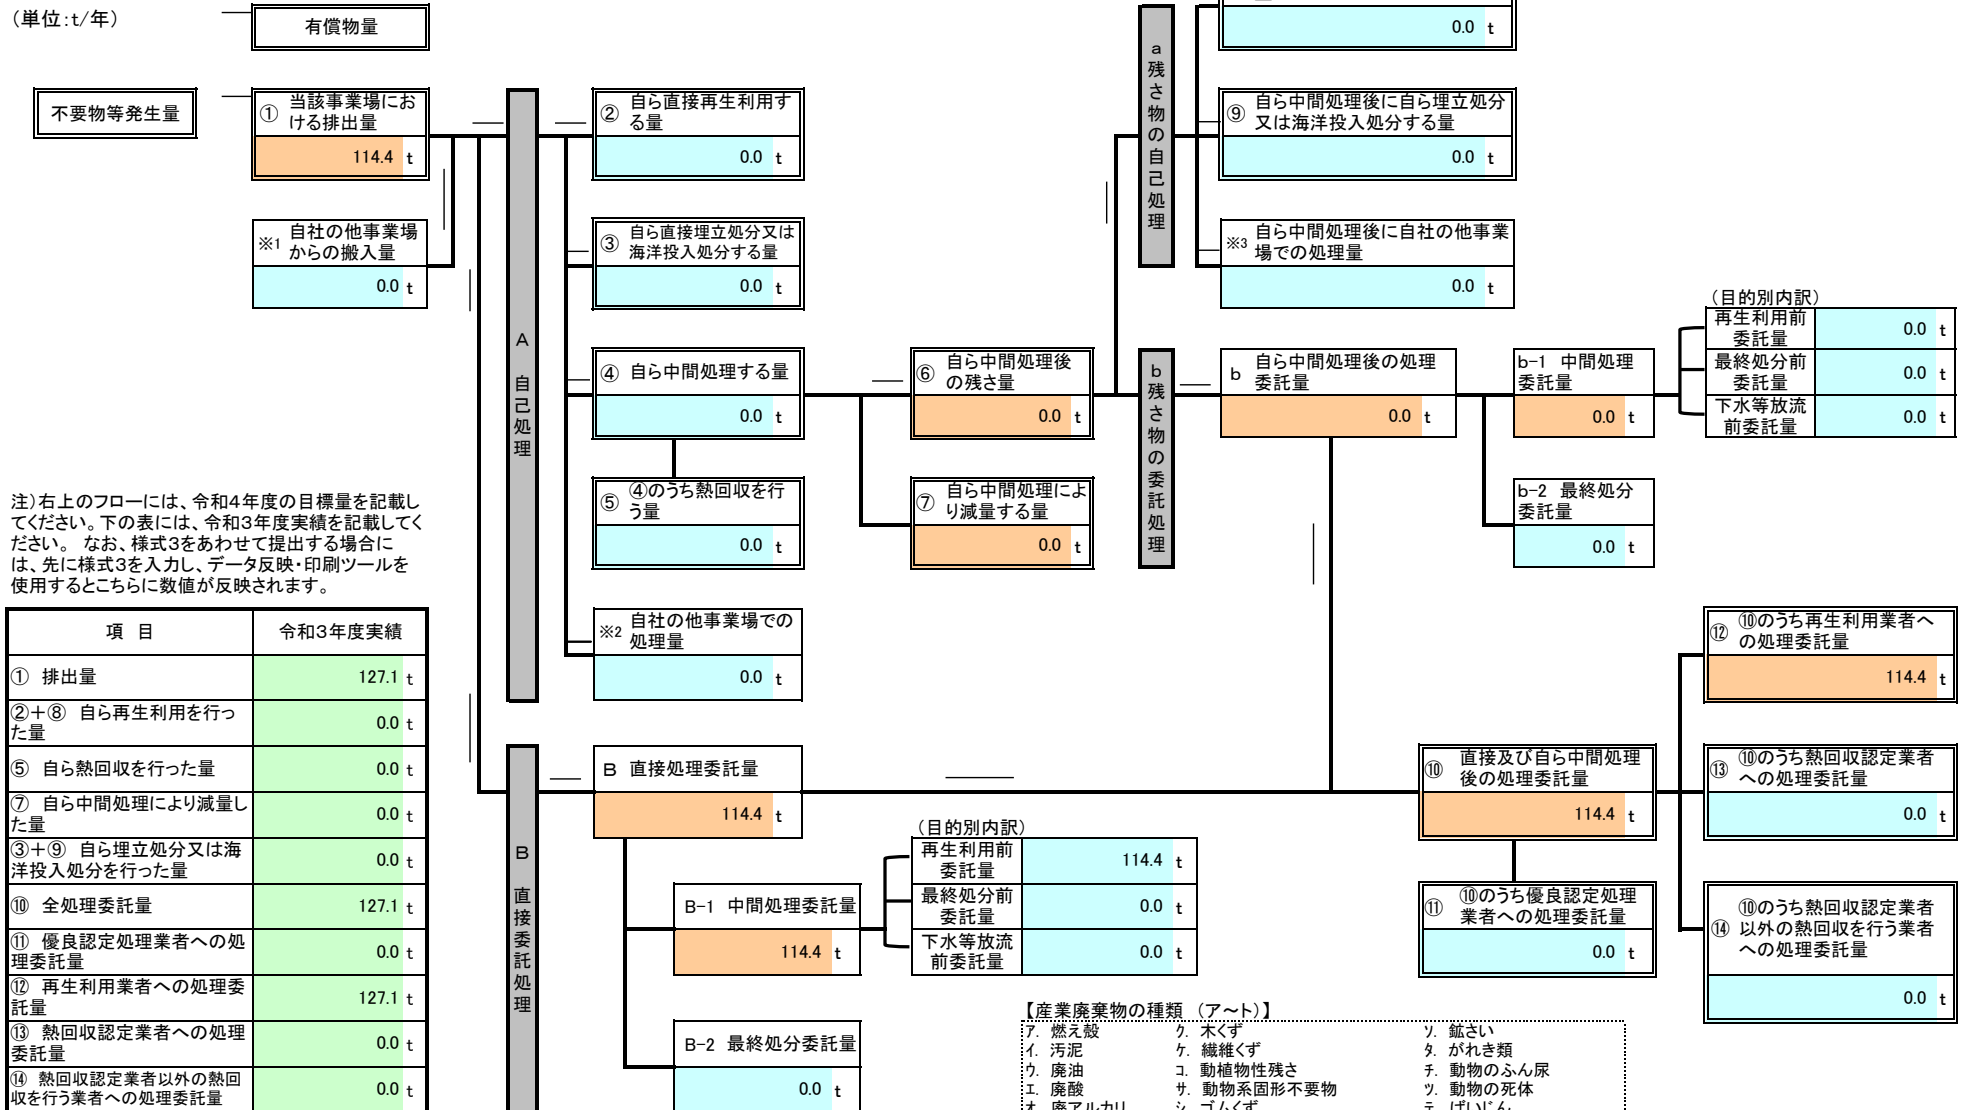 (単位:t/年)
有償物量
不要物等発生量
① 当該事業場にお
ける排出量
114.4 t
※1 自社の他事業場
からの搬入量
0.0 t
A 自己処理
② 自ら直接再生利用す
る量
0.0 t
③ 自ら直接埋立処分又は
海洋投入処分する量
0.0 t
④ 自ら中間処理する量
0.0 t
⑤ ④のうち熱回収を行
う量
0.0 t
※2 自社の他事業場での
処理量
0.0 t
⑥ 自ら中間処理後
の残さ量
0.0 t
⑦ 自ら中間処理によ
り減量する量
0.0 t
a 残さ物の自己処理
0.0 t
⑨ 自ら中間処理後に自ら埋立処分
又は海洋投入処分する量
0.0 t
※3 自ら中間処理後に自社の他事業
場での処理量
0.0 t
b 残さ物の委託処理
b 自ら中間処理後の処理
委託量
0.0 t
b-1 中間処理
委託量
0.0 t
b-2 最終処分
委託量
0.0 t
(目的別内訳)
再生利用前
委託量
0.0 t
最終処分前
委託量
0.0 t
下水等放流
前委託量
0.0 t
注)右上のフローには、令和4年度の目標量を記載し
てください。下の表には、令和3年度実績を記載してく
ださい。 なお、様式3をあわせて提出する場合に
は、先に様式3を入力し、データ反映・印刷ツールを
使用するとこちらに数値が反映されます。
項 目 令和3年度実績
① 排出量 127.1 t
②+⑧ 自ら再生利用を行っ
た量 0.0 t
⑤ 自ら熱回収を行った量 0.0 t
⑦ 自ら中間処理により減量し
た量 0.0 t
③+⑨ 自ら埋立処分又は海
洋投入処分を行った量 0.0 t
⑩ 全処理委託量 127.1 t
⑪ 優良認定処理業者への処
理委託量 0.0 t
⑫ 再生利用業者への処理委
託量 127.1 t
⑬ 熱回収認定業者への処理
委託量 0.0 t
⑭ 熱回収認定業者以外の熱回
収を行う業者への処理委託量 0.0 t
B 直接委託処理
B 直接処理委託量
114.4 t
B-1 中間処理委託量
114.4 t
B-2 最終処分委託量
0.0 t
(目的別内訳)
再生利用前
委託量
114.4 t
最終処分前
委託量
0.0 t
下水等放流
前委託量
0.0 t
⑩ 直接及び自ら中間処理
後の処理委託量
114.4 t
⑪ ⑩のうち優良認定処理
業者への処理委託量
0.0 t
⑫ ⑩のうち再生利用業者へ
の処理委託量
114.4 t
⑬ ⑩のうち熱回収認定業者
への処理委託量
0.0 t
⑭ ⑩のうち熱回収認定業者
以外の熱回収を行う業者
への処理委託量
0.0 t
【産業廃棄物の種類 (ア~ト)】
ア. 燃え殻 ク. 木くず ソ. 鉱さい
イ. 汚泥 ケ. 繊維くず タ. がれき類
ウ. 廃油 コ. 動植物性残さ チ. 動物のふん尿
エ. 廃酸 サ. 動物系固形不要物 ツ. 動物の死体
オ. 廃アルカリ シ. ゴムくず テ. ばいじん